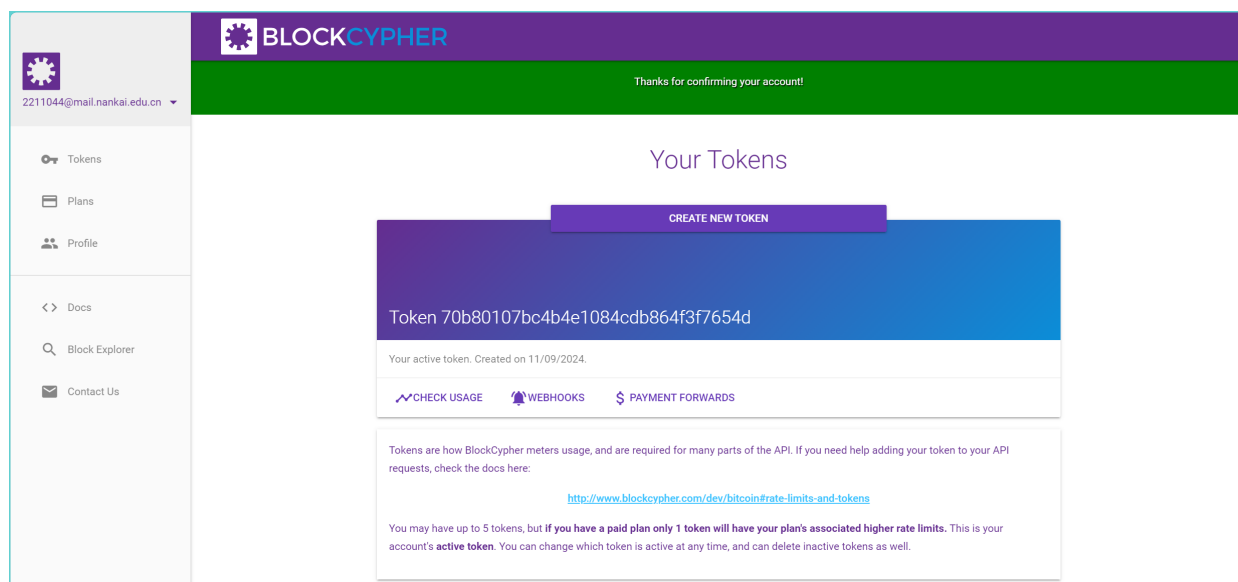 BLOCKCYPHER
2211044@mail.nankai.edu.cn
Thanks for confirming your account!
Tokens
Plans
Profile
Docs
Block Explorer
Contact Us
Your Tokens
CREATE NEW TOKEN
Token 70b80107bc4b4e1084cdb864f3f7654d
Your active token. Created on 11/09/2024.
CHECK USAGE WEBHOOKS PAYMENT FORWARDS
Tokens are how BlockCypher meters usage, and are required for many parts of the API. If you need help adding your token to your API
requests, check the docs here:
http://www.blockcypher.com/dev/bitcoin#rate-limits-and-tokens
You may have up to 5 tokens, but if you have a paid plan only 1 token will have your plan's associated higher rate limits. This is your
account's active token. You can change which token is active at any time, and can delete inactive tokens as well.